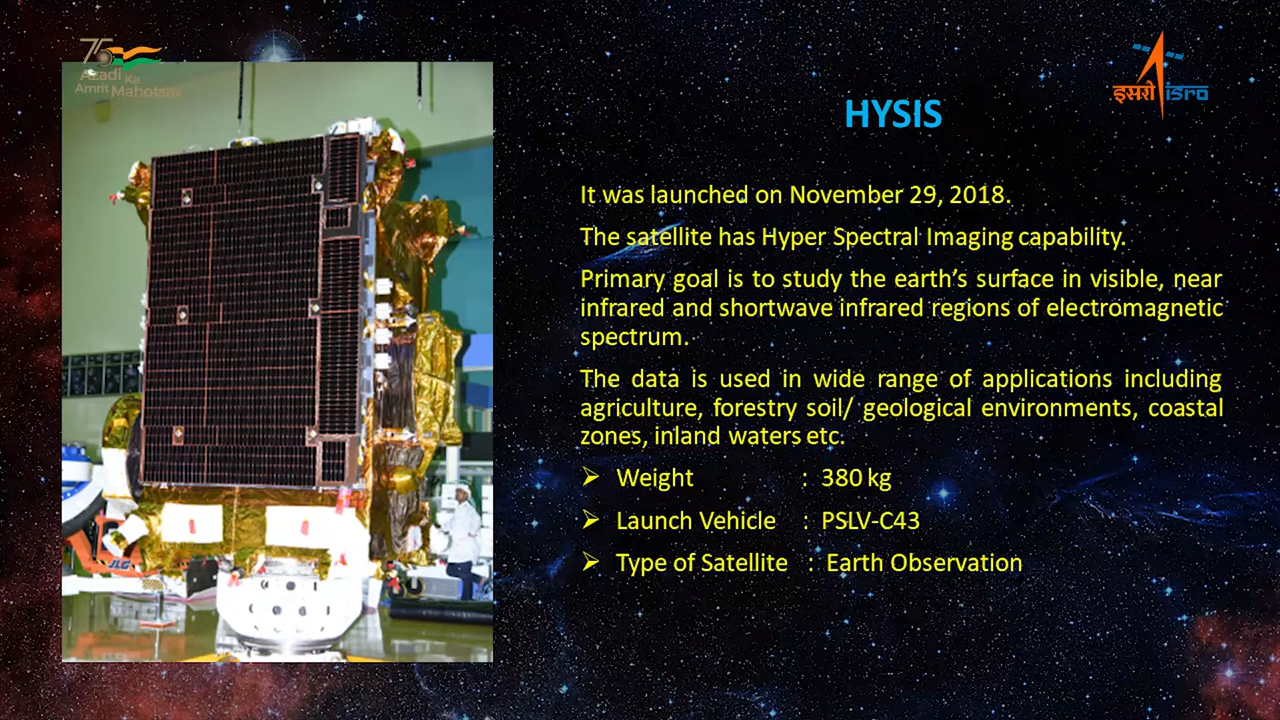 75
Azadi Ka
Amrit Mahotsav
इसरो isro
HYSIS
It was launched on November 29, 2018.
The satellite has Hyper Spectral Imaging capability.
Primary goal is to study the earth's surface in visible, near
infrared and shortwave infrared regions of electromagnetic
spectrum.
The data is used in wide range of applications including
agriculture, forestry soil/ geological environments, coastal
zones, inland waters etc.
➢ Weight : 380 kg
➢ Launch Vehicle : PSLV-C43
➢ Type of Satellite : Earth Observation
JLG